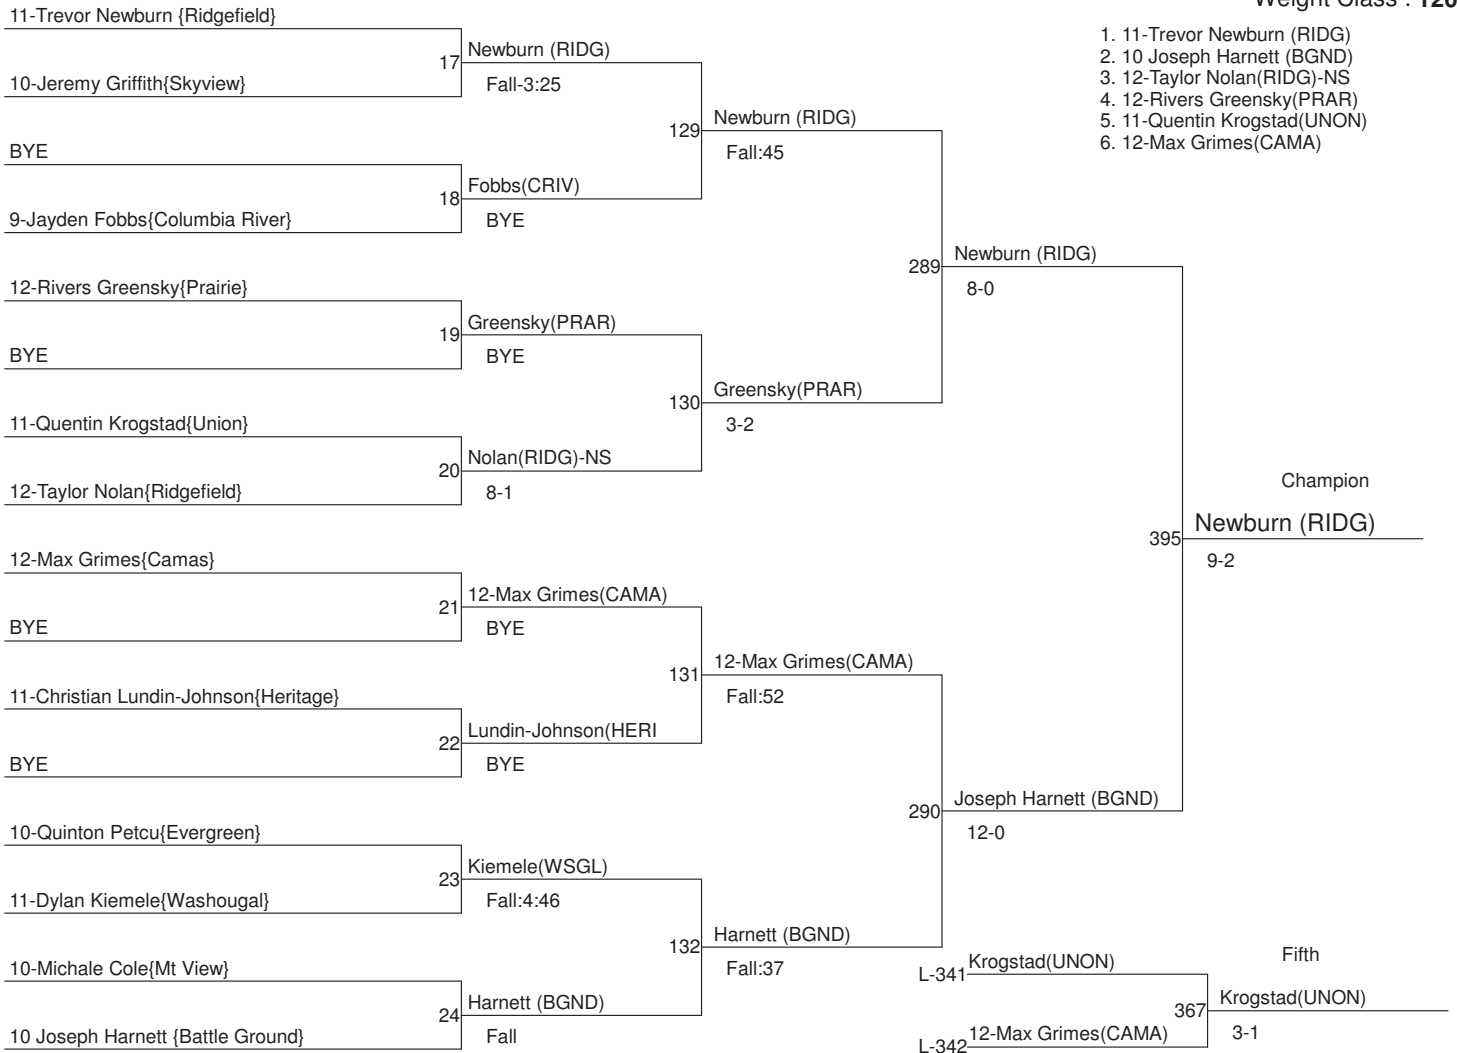 Weight Class : 120
1. 11-Trevor Newburn (RIDG)
2. 10 Joseph Harnett (BGND)
3. 12-Taylor Nolan(RIDG)-NS
4. 12-Rivers Greensky(PRAR)
5. 11-Quentin Krogstad(UNON)
6. 12-Max Grimes(CAMA)
11-Trevor Newburn {Ridgefield}
17
10-Jeremy Griffith{Skyview}
BYE
18
9-Jayden Fobbs{Columbia River}
12-Rivers Greensky{Prairie}
19
BYE
11-Quentin Krogstad{Union}
20
12-Taylor Nolan{Ridgefield}
12-Max Grimes{Camas}
21
BYE
11-Christian Lundin-Johnson{Heritage}
22
BYE
10-Quinton Petcu{Evergreen}
23
11-Dylan Kiemele{Washougal}
10-Michale Cole{Mt View}
24
10 Joseph Harnett {Battle Ground}
Newburn (RIDG)
Fall-3:25
129
Fobbs(CRIV)
BYE
Greensky(PRAR)
BYE
130
Nolan(RIDG)-NS
8-1
12-Max Grimes(CAMA)
BYE
131
Lundin-Johnson(HERI
BYE
Kiemele(WSGL)
Fall:4:46
132
Harnett (BGND)
Fall
Newburn (RIDG)
Fall:45
289
Greensky(PRAR)
3-2
12-Max Grimes(CAMA)
Fall:52
290
Harnett (BGND)
Fall:37
Newburn (RIDG)
8-0
395
Joseph Harnett (BGND)
12-0
Champion
Newburn (RIDG)
9-2
L-341
Krogstad(UNON)
367
L-342
12-Max Grimes(CAMA)
Fifth
Krogstad(UNON)
3-1